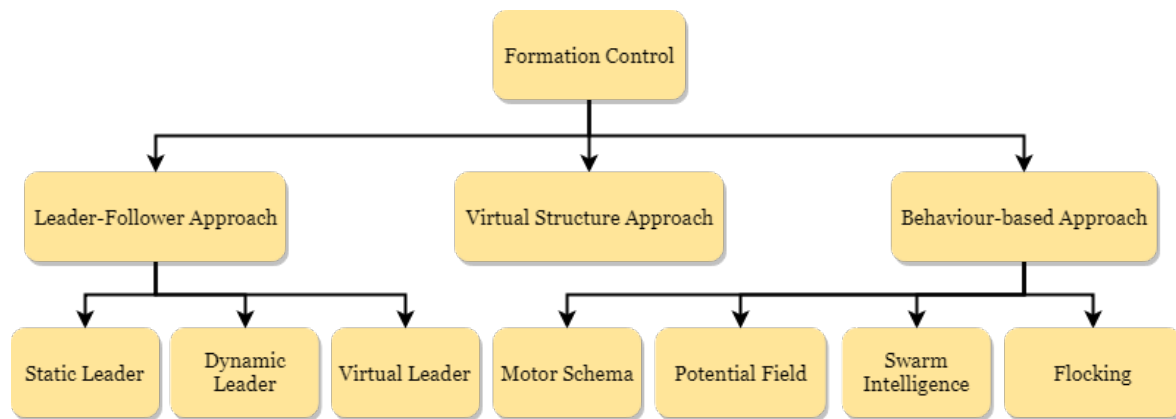 Formation Control
Leader-Follower Approach
Virtual Structure Approach
Behaviour-based Approach
Static Leader
Dynamic
Leader
Virtual Leader
Motor Schema
Potential Field
Swarm
Intelligence
Flocking